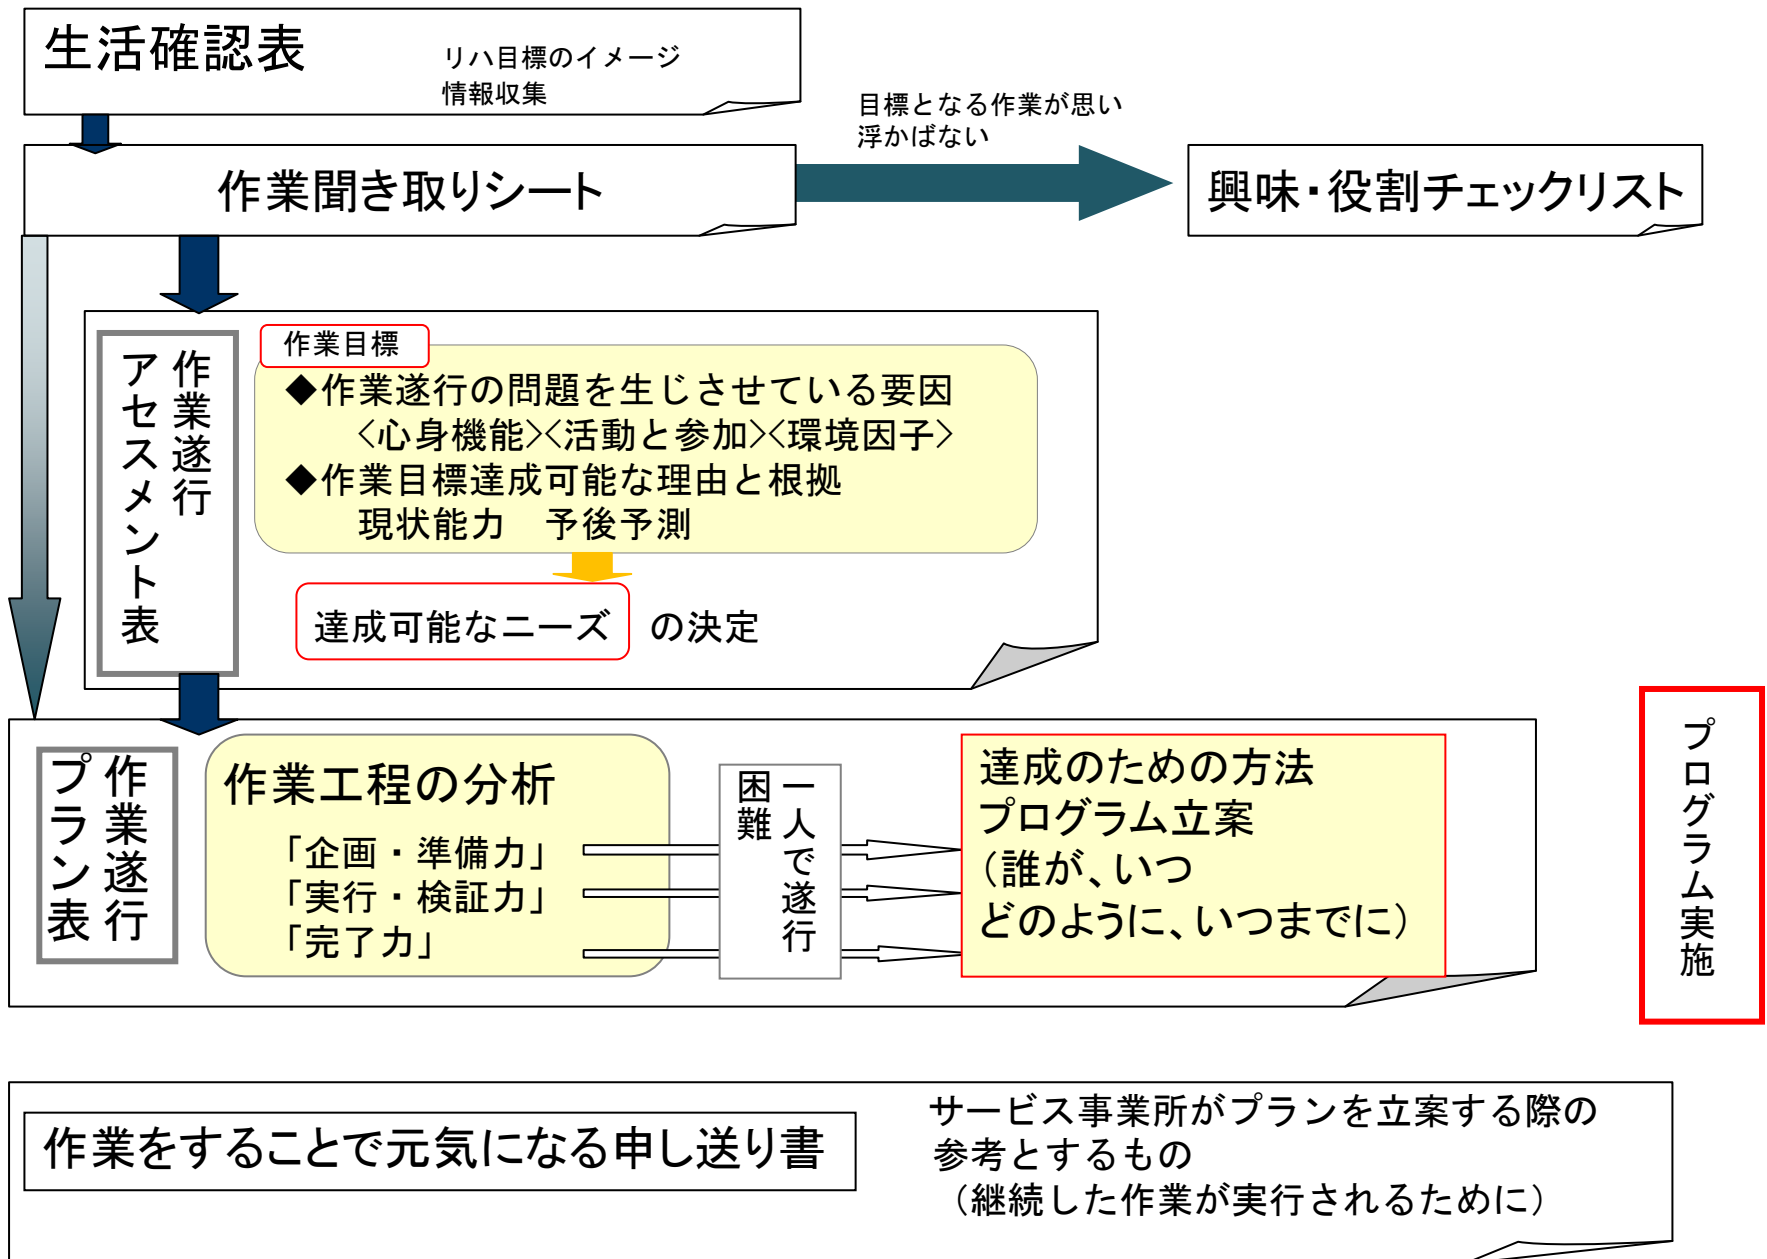 生活確認表
リハ目標のイメージ
情報収集
目標となる作業が思い
浮かばない
作業聞き取りシート
興味・役割チェックリスト
作業遂行
アセスメント表
作業目標
◆作業遂行の問題を生じさせている要因
<心身機能><活動と参加><環境因子>
◆作業目標達成可能な理由と根拠
現状能力　予後予測
達成可能なニーズ の決定
作業遂行
プラン表
作業工程の分析
「企画・準備力」
「実行・検証力」
「完了力」
一人で遂行
困難
達成のための方法
プログラム立案
（誰が、いつ
どのように、いつまでに）
プログラム実施
作業をすることで元気になる申し送り書
サービス事業所がプランを立案する際の
参考とするもの
（継続した作業が実行されるために）